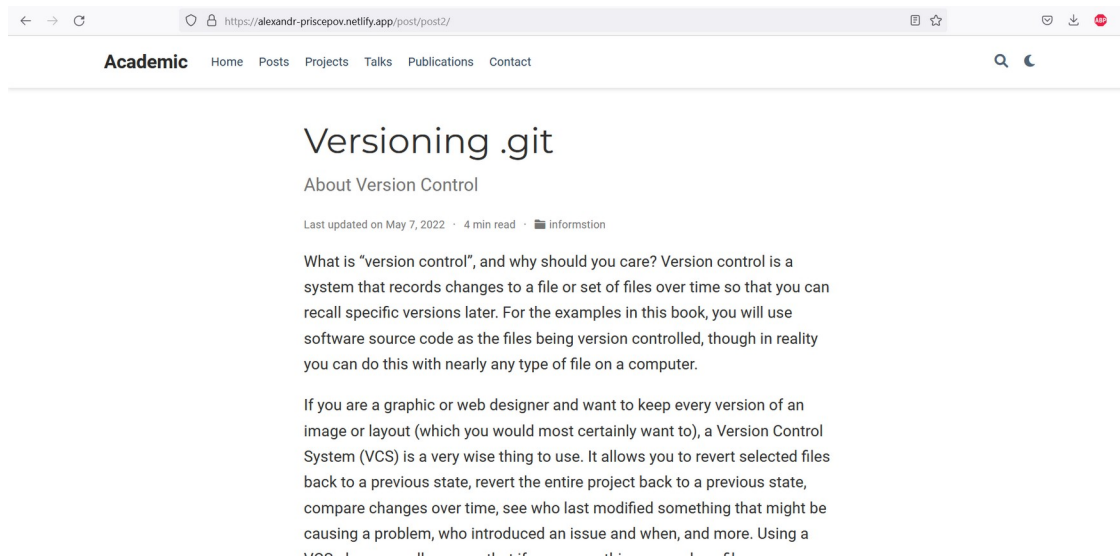 https://alexandr-priscepov.netlify.app/post/post2/
ABP
Academic Home Posts Projects Talks Publications Contact
Versioning .git
About Version Control
Last updated on May 7, 2022 · 4 min read · informstion
What is “version control”, and why should you care? Version control is a
system that records changes to a file or set of files over time so that you can
recall specific versions later. For the examples in this book, you will use
software source code as the files being version controlled, though in reality
you can do this with nearly any type of file on a computer.
If you are a graphic or web designer and want to keep every version of an
image or layout (which you would most certainly want to), a Version Control
System (VCS) is a very wise thing to use. It allows you to revert selected files
back to a previous state, revert the entire project back to a previous state,
compare changes over time, see who last modified something that might be
causing a problem, who introduced an issue and when, and more. Using a